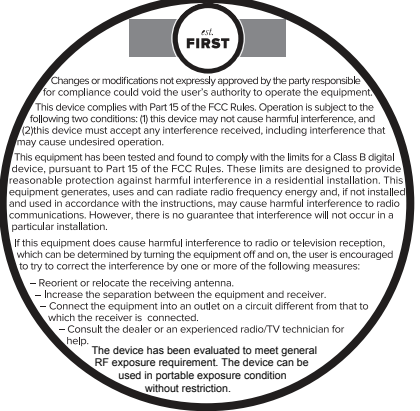 est.
FIRST
Changes or modifications not expressly approved by the party responsible
for compliance could void the user's authority to operate the equipment.
This device complies with Part 15 of the FCC Rules. Operation is subject to the
following two conditions: (1) this device may not cause harmful interference, and
(2)this device must accept any interference received, including interference that
may cause undesired operation.
This equipment has been tested and found to comply with the limits for a Class B digital
device, pursuant to Part 15 of the FCC Rules. These limits are designed to provide
reasonable protection against harmful interference in a residential installation. This
equipment generates, uses and can radiate radio frequency energy and, if not installed
and used in accordance with the instructions, may cause harmful interference to radio
communications. However, there is no guarantee that interference will not occur in a
particular installation.
If this equipment does cause harmful interference to radio or television reception,
which can be determined by turning the equipment off and on, the user is encouraged
to try to correct the interference by one or more of the following measures:
– Reorient or relocate the receiving antenna.
– Increase the separation between the equipment and receiver.
– Connect the equipment into an outlet on a circuit different from that to
which the receiver is connected.
– Consult the dealer or an experienced radio/TV technician for
help.
The device has been evaluated to meet general
RF exposure requirement. The device can be
used in portable exposure condition
without restriction.